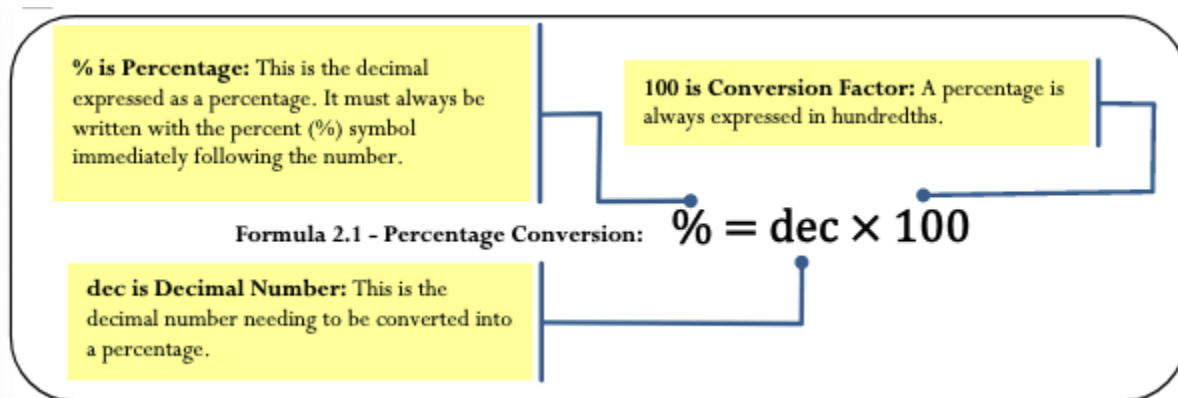 % is Percentage: This is the decimal
expressed as a percentage. It must always be
written with the percent (%) symbol
immediately following the number.
100 is Conversion Factor: A percentage is
always expressed in hundredths.
Formula 2.1 - Percentage Conversion: % = dec × 100
dec is Decimal Number: This is the
decimal number needing to be converted into
a percentage.